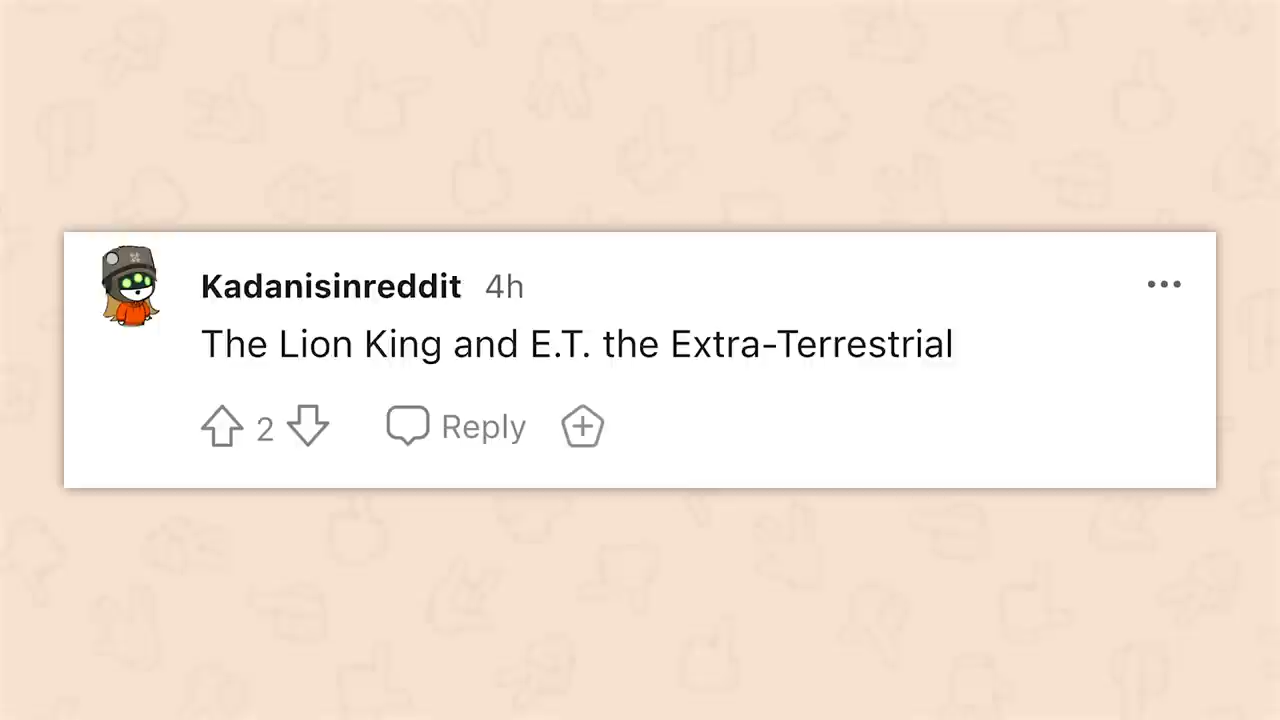 Kadanisinreddit 4h
The Lion King and E.T. the Extra-Terrestrial
2 Reply